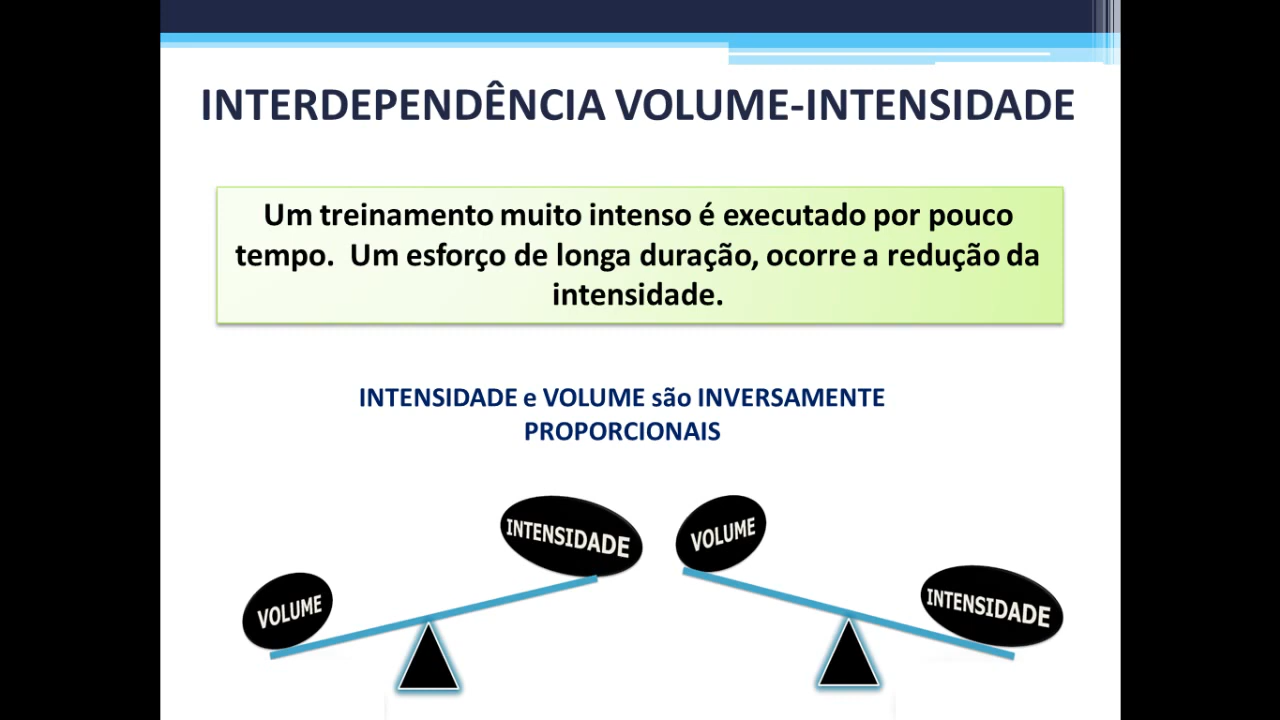 INTERDEPENDÊNCIA VOLUME-INTENSIDADE
Um treinamento muito intenso é executado por pouco
tempo.  Um esforço de longa duração, ocorre a redução da
intensidade.
INTENSIDADE e VOLUME são INVERSAMENTE
PROPORCIONAIS
VOLUME
INTENSIDADE
VOLUME
INTENSIDADE